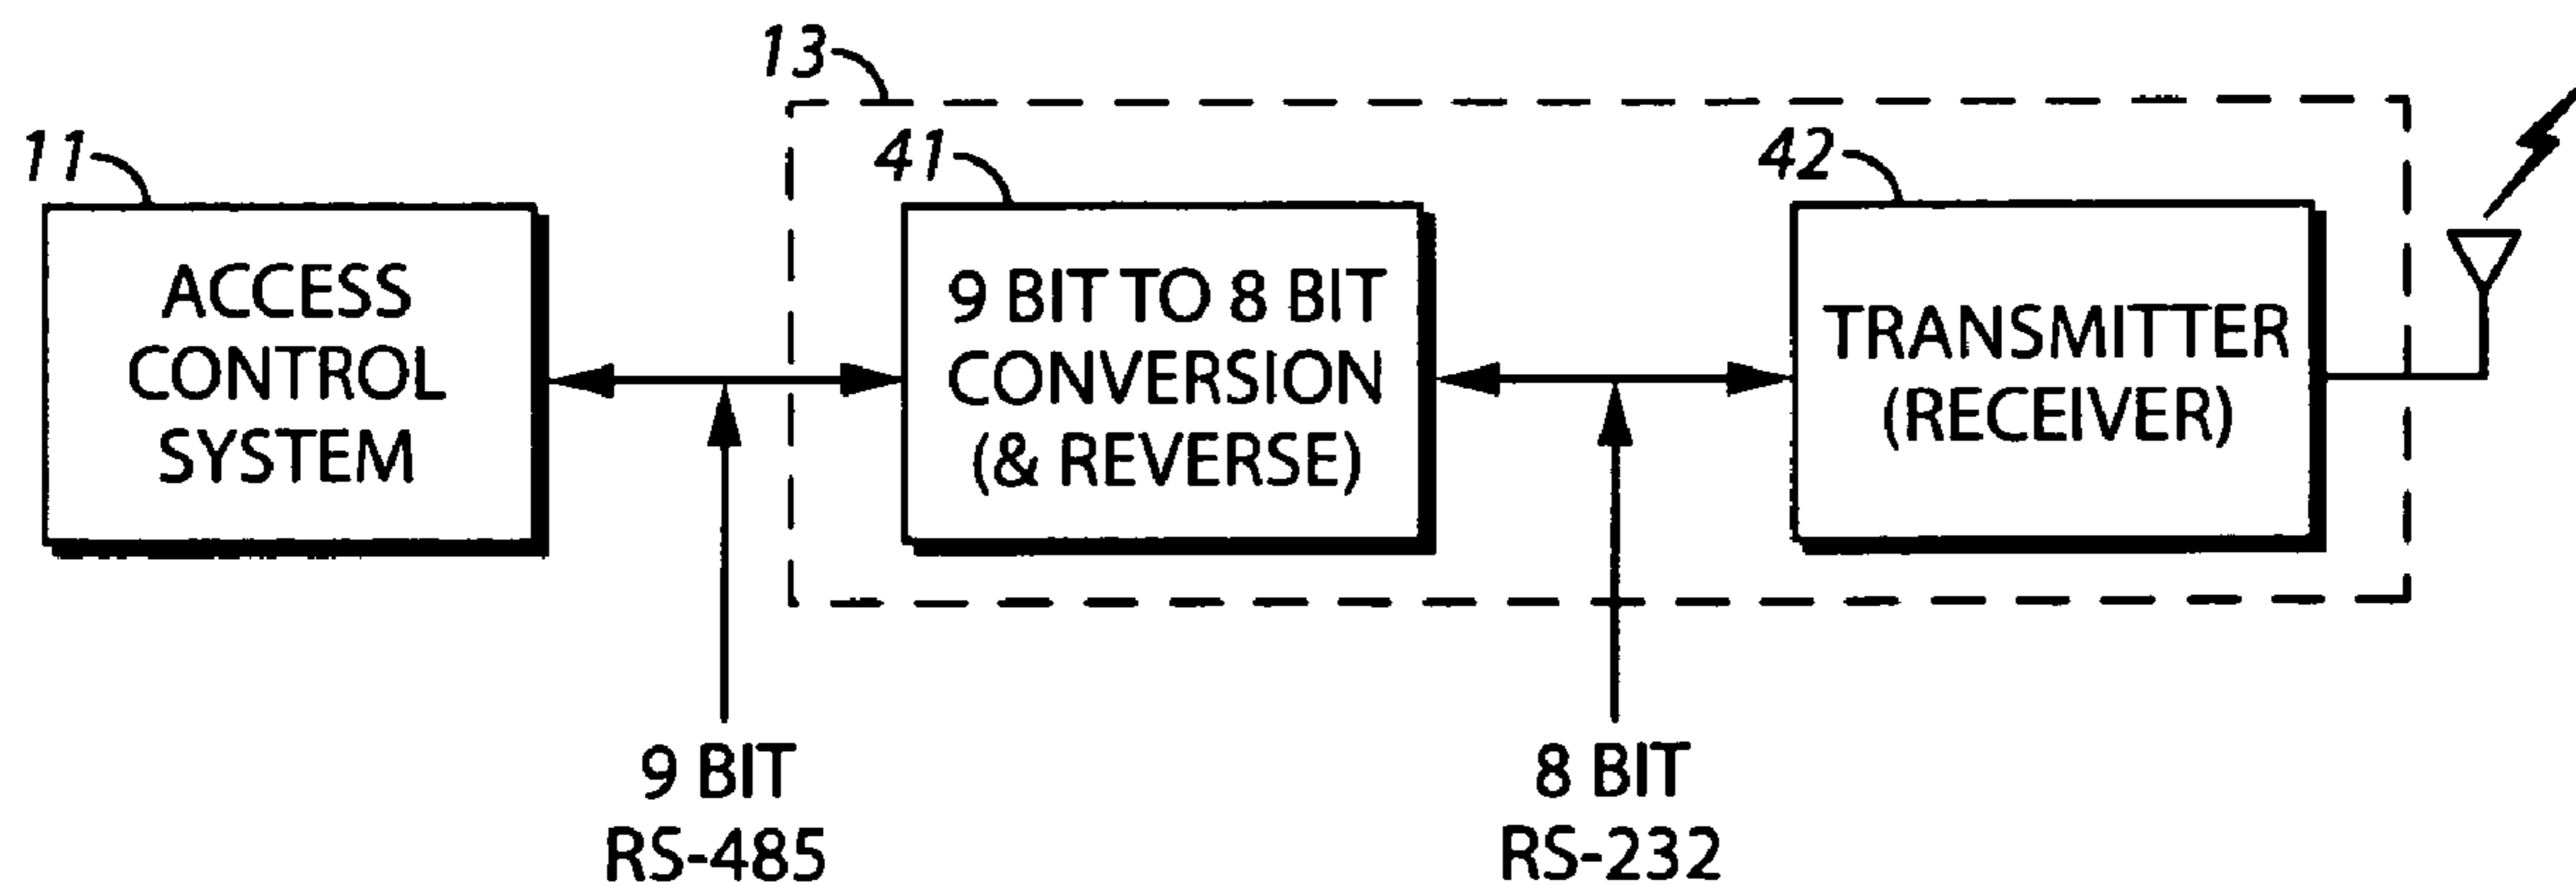 13
11
41
42
ACCESS
CONTROL
SYSTEM
9 BIT TO 8 BIT
CONVERSION
(& REVERSE)
TRANSMITTER
(RECEIVER)
9 BIT
RS-485
8 BIT
RS-232